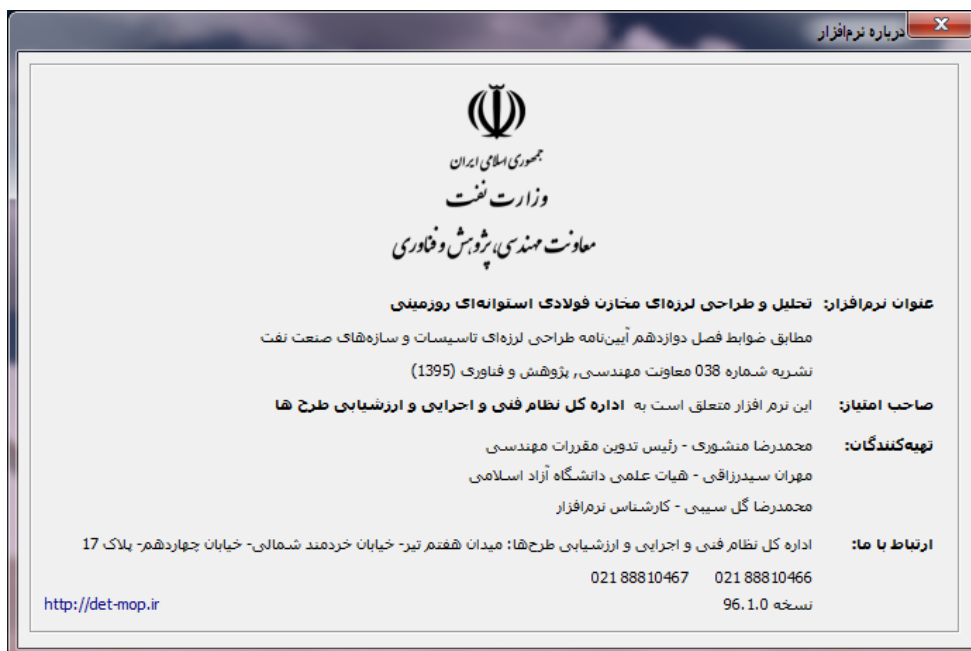 درباره نرم‌افزار
جمهوری اسلامی ایران
وزارت نفت
معاونت مهندسی، پژوهش و فناوری
عنوان نرم‌افزار: تحلیل و طراحی لرزه‌ای مخازن فولادی استوانه‌ای روزمینی
مطابق ضوابط فصل دوازدهم آیین‌نامه طراحی لرزه‌ای تاسیسات و سازه‌های صنعت نفت
نشریه شماره 038 معاونت مهندسی, پژوهش و فناوری (1395)
صاحب امتیاز: این نرم افزار متعلق است به اداره کل نظام فنی و اجرایی و ارزشیابی طرح ها
تهیه‌کنندگان: محمدرضا منشوری - رئیس تدوین مقررات مهندسی
مهران سیدرزاقی - هیات علمی دانشگاه آزاد اسلامی
محمدرضا گل سیبی - کارشناس نرم‌افزار
ارتباط با ما: اداره کل نظام فنی و اجرایی و ارزشیابی طرح‌ها: میدان هفتم تیر- خیابان خردمند شمالی- خیابان چهاردهم- پلاک 17
021 88810466 021 88810467
نسخه 96.1.0 http://det-mop.ir